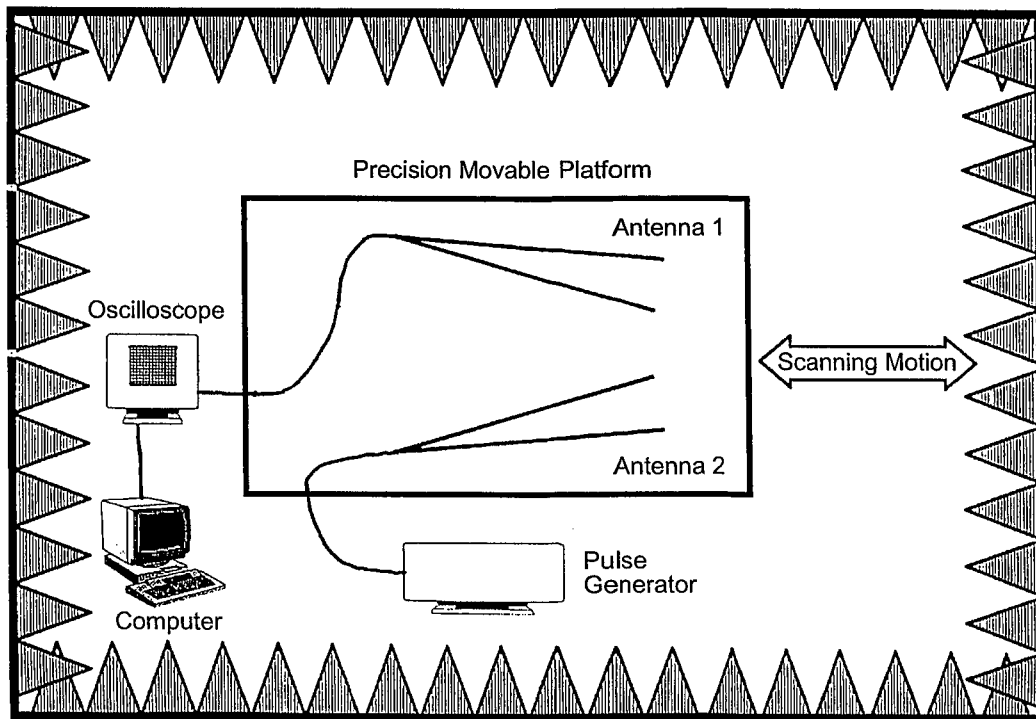 Precision Movable Platform
Antenna 1
Oscilloscope
Scanning Motion
Antenna 2
Pulse
Generator
Computer